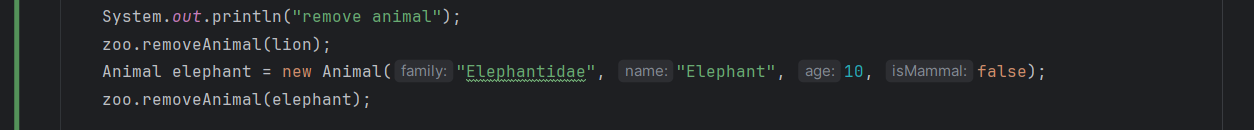 System.out.println("remove animal");
zoo.removeAnimal(lion);
Animal elephant = new Animal( family: "Elephantidae", name: "Elephant", age: 10, isMammal: false);
zoo.removeAnimal(elephant);